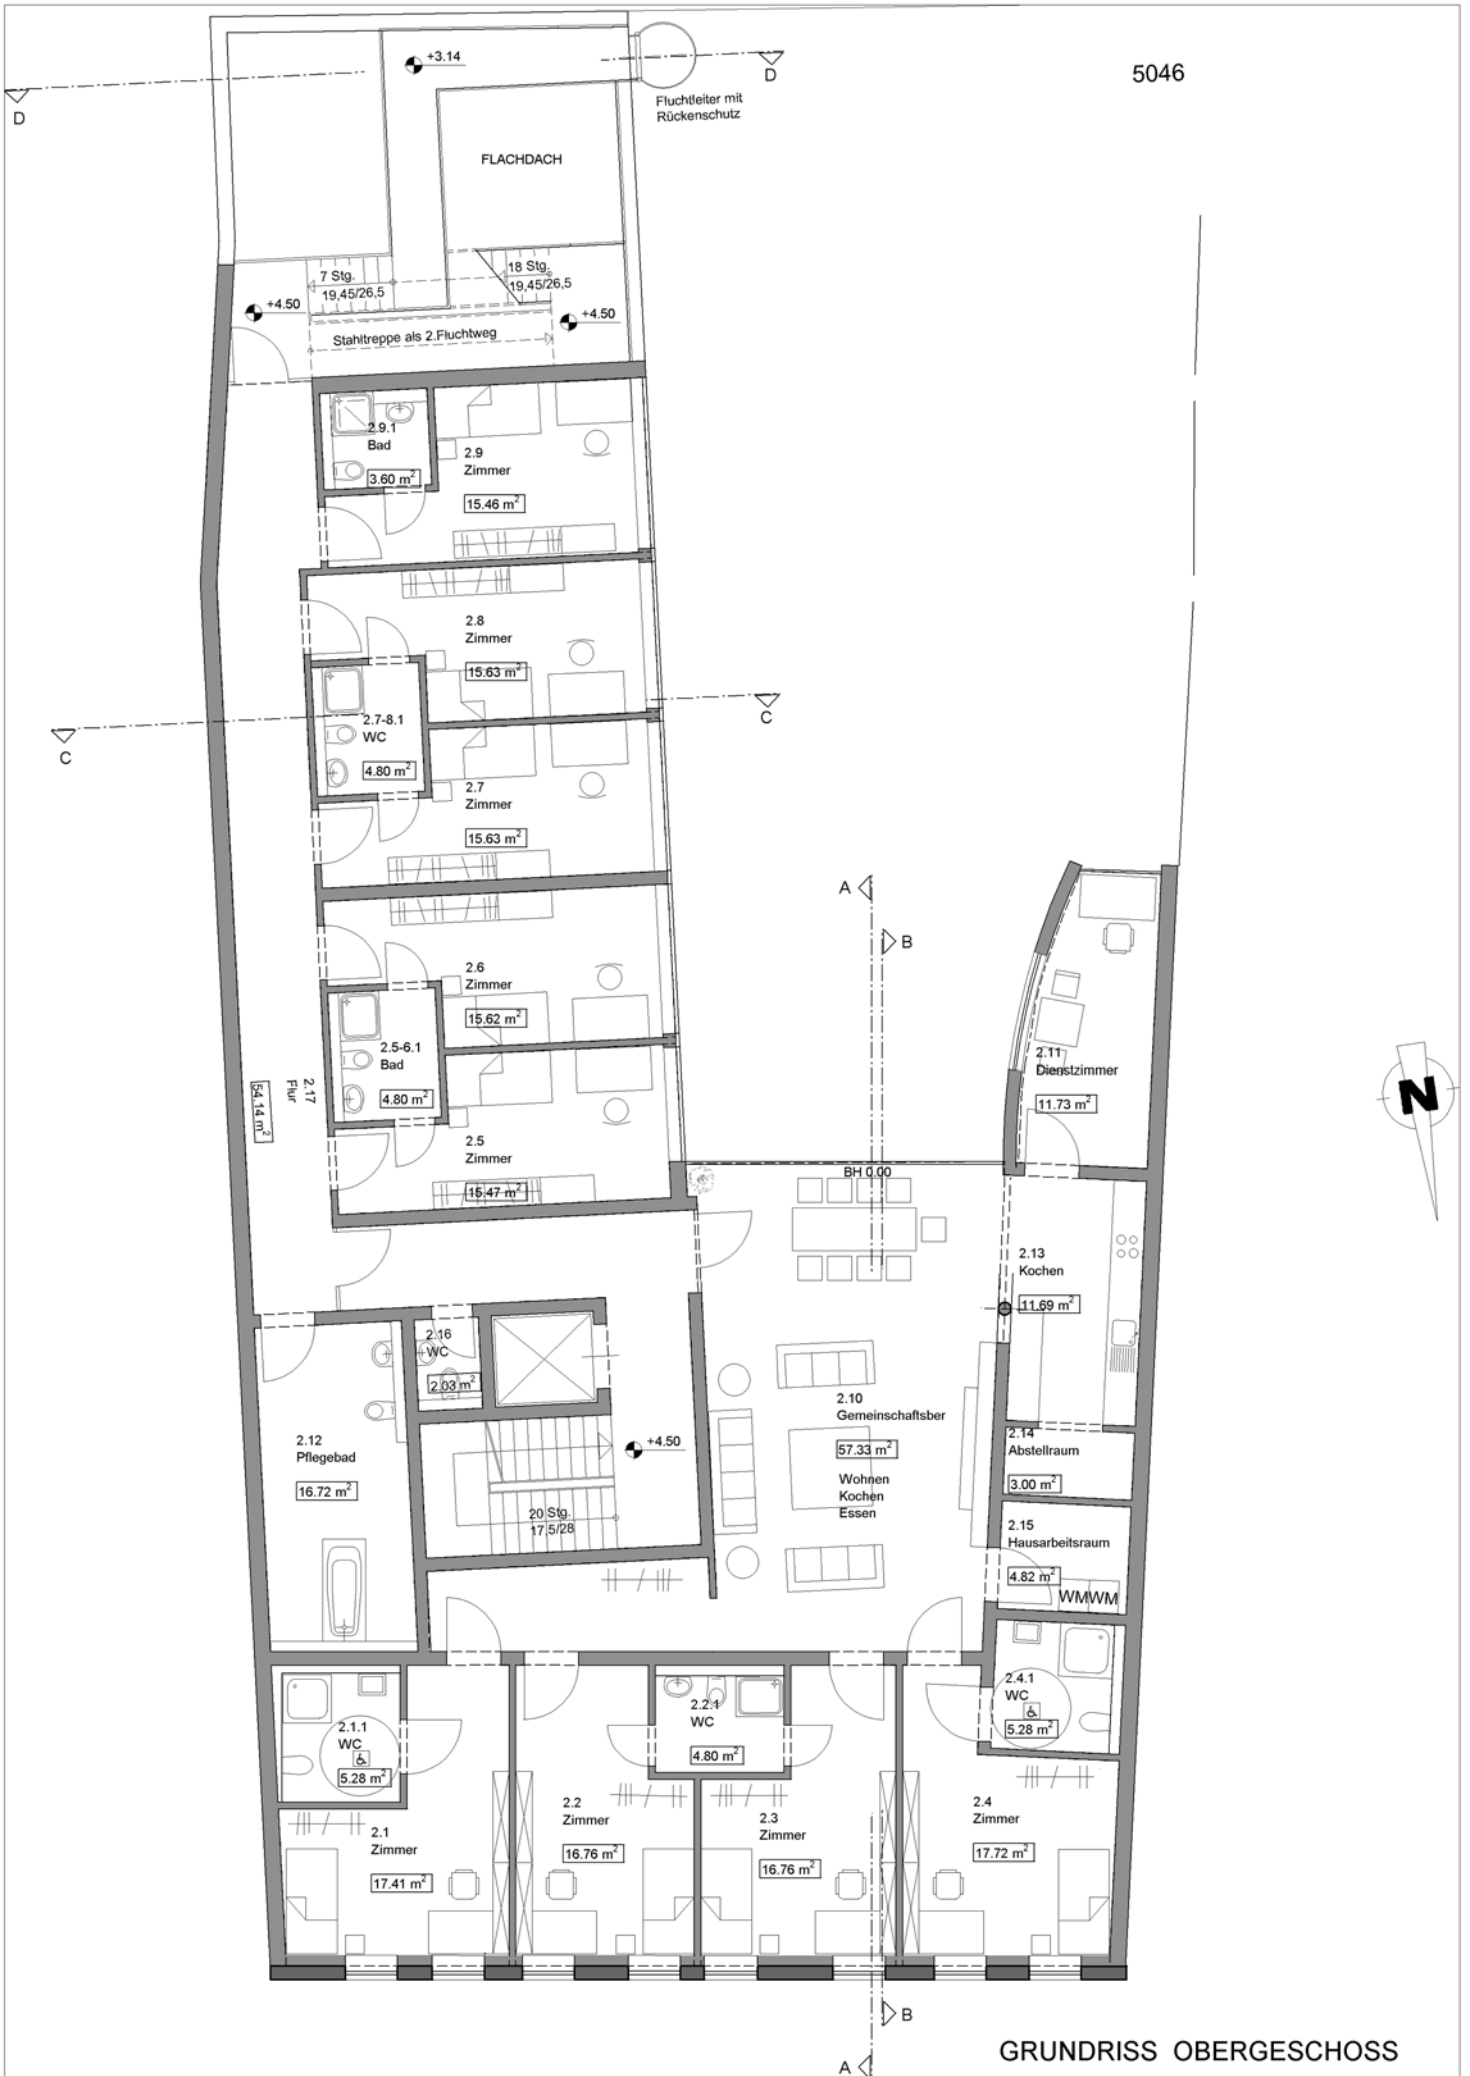 5046
+3.14
D
D
Fluchtleiter mit
Rückenschutz
FLACHDACH
7 Stg.
19,45/26,5
18 Stg.
19,45/26,5
+4.50
+4.50
Stahltreppe als 2.Fluchtweg
2.9.1
Bad
3.60 m²
2.9
Zimmer
15.46 m²
2.8
Zimmer
15.63 m²
C
C
2.7-8.1
WC
4.80 m²
2.7
Zimmer
15.63 m²
A
B
2.6
Zimmer
15.62 m²
2.5-6.1
Bad
4.80 m²
2.17
Flur
54.14 m²
2.5
Zimmer
15.47 m²
2.11
Dienstzimmer
11.73 m²
N
BH 0.00
2.13
Kochen
11.69 m²
2.16
WC
2.03 m²
2.10
Gemeinschaftsber
57.33 m²
Wohnen
Kochen
Essen
2.12
Pflegebad
16.72 m²
+4.50
20 Stg.
17,5/28
2.14
Abstellraum
3.00 m²
2.15
Hausarbeitsraum
4.82 m²
WMWM
2.1.1
WC
5.28 m²
2.2.1
WC
4.80 m²
2.4.1
WC
5.28 m²
2.1
Zimmer
17.41 m²
2.2
Zimmer
16.76 m²
2.3
Zimmer
16.76 m²
2.4
Zimmer
17.72 m²
B
A
GRUNDRISS OBERGESCHOSS